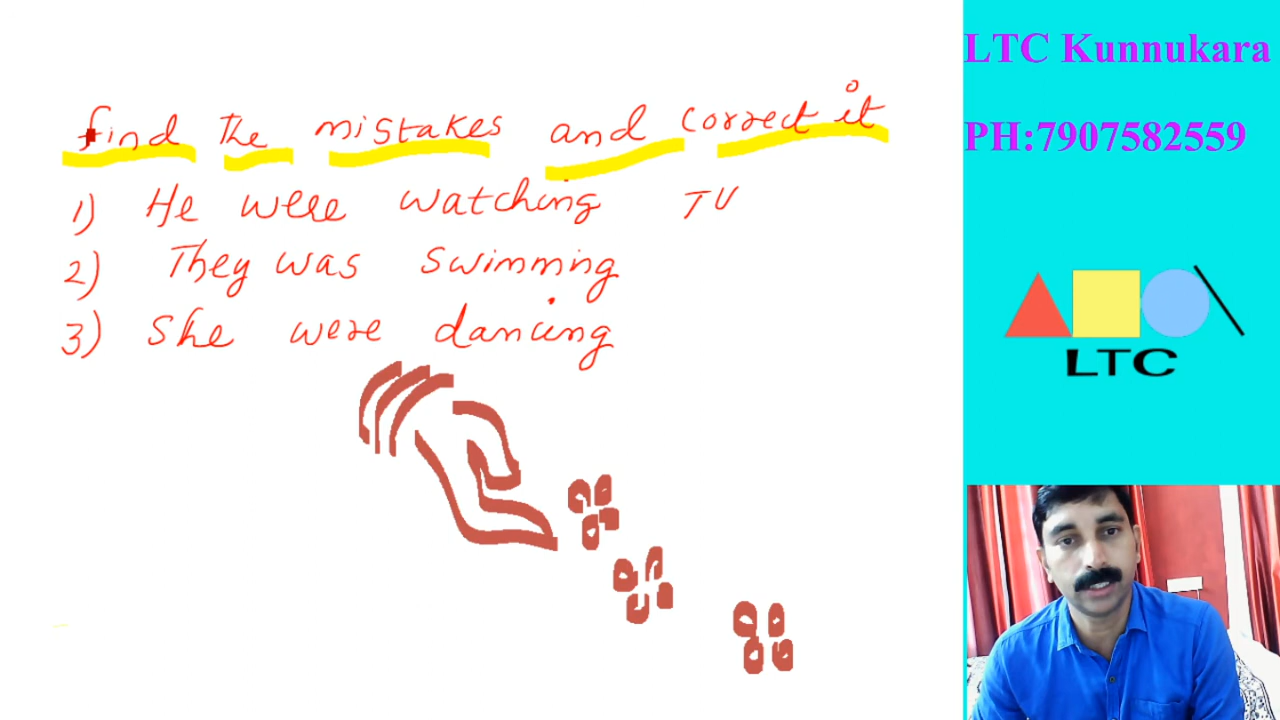 find the mistakes and correct it
1) He were watching TV
2) They was swimming
3) She were dancing
LTC Kunnukara
PH:7907582559
LTC